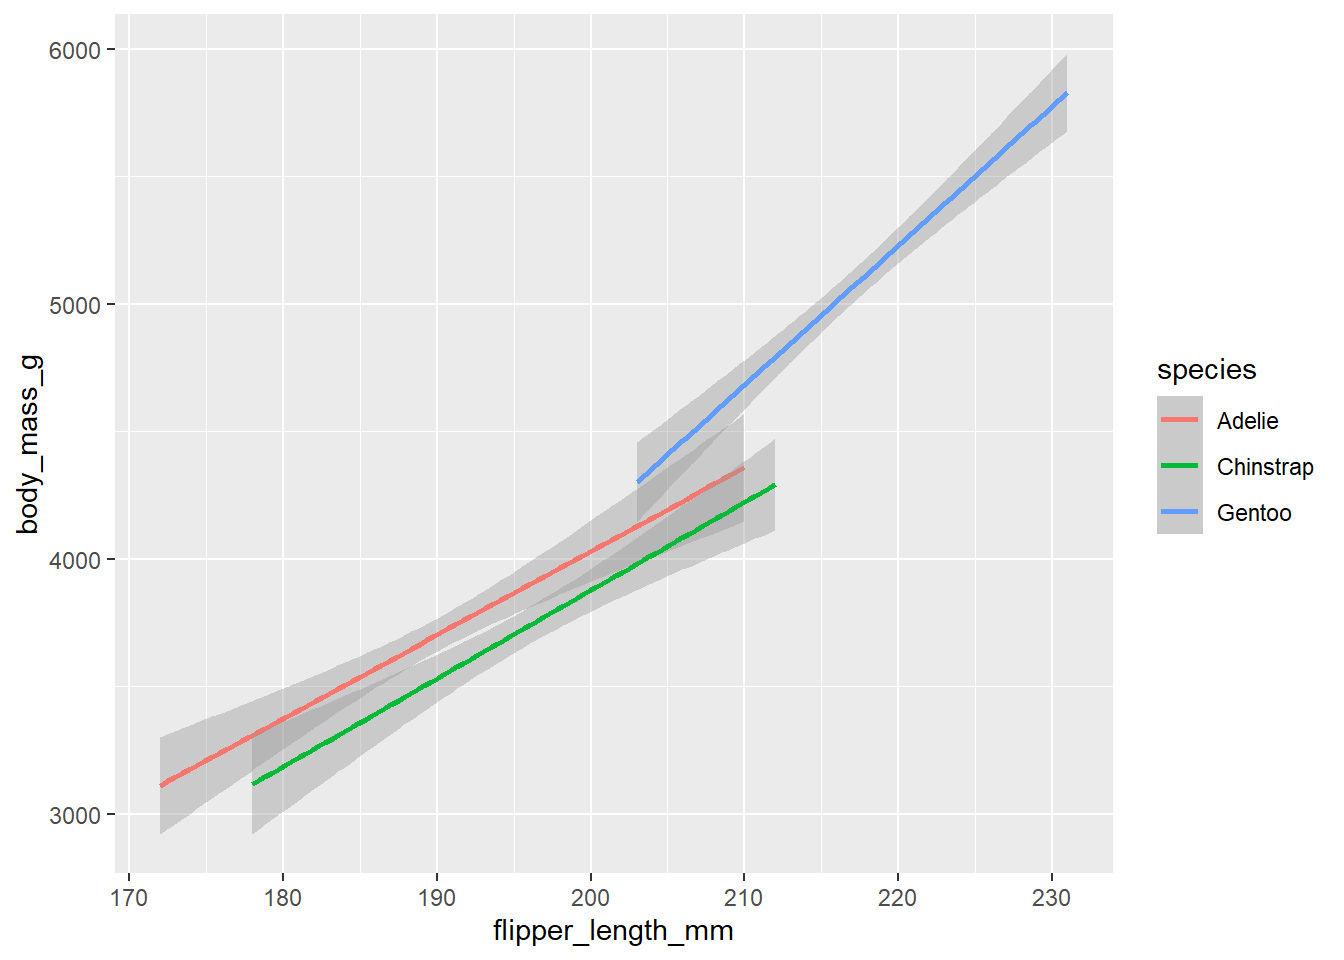 6000
5000
4000
3000
body_mass_g
170 180 190 200 210 220 230
flipper_length_mm
species
Adelie
Chinstrap
Gentoo